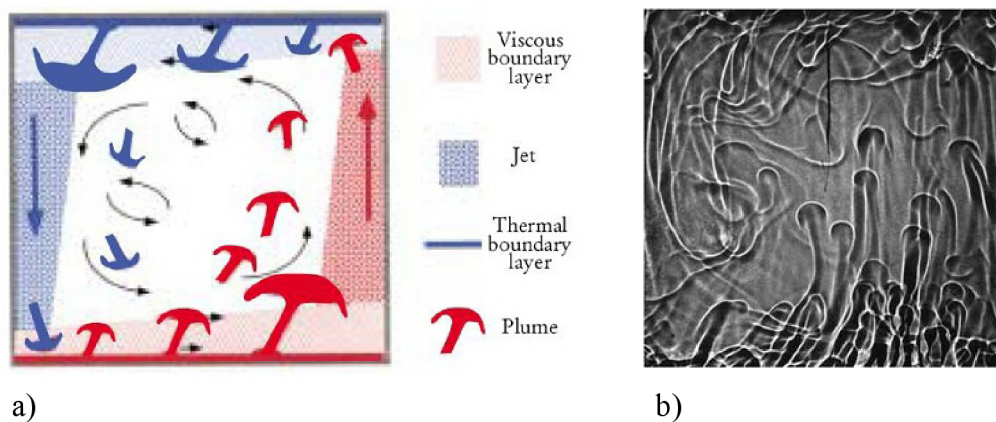 Viscous
boundary
layer
Jet
Thermal
boundary
layer
Plume
a)
b)